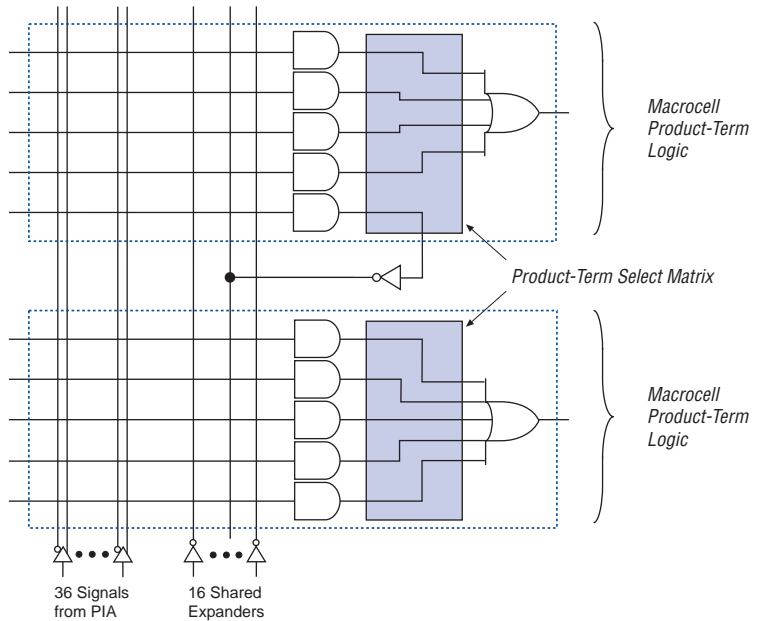 Macrocell
Product-Term
Logic
Product-Term Select Matrix
Macrocell
Product-Term
Logic
36 Signals
from PIA
16 Shared
Expanders